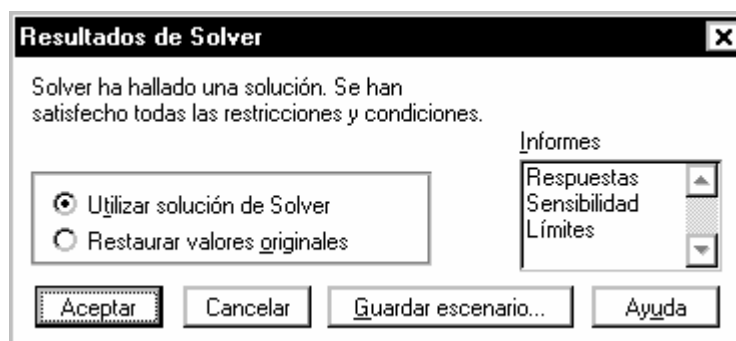 Resultados de Solver
Solver ha hallado una solución. Se han
satisfecho todas las restricciones y condiciones.
Informes
Respuestas
Sensibilidad
Límites
Utilizar solución de Solver
Restaurar valores originales
Aceptar
Cancelar
Guardar escenario...
Ayuda